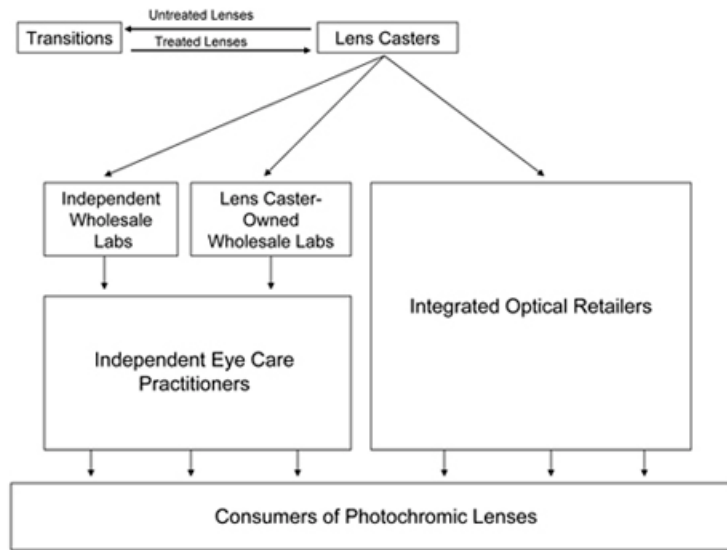 Untreated Lenses
Transitions
Lens Casters
Treated Lenses
Independent
Wholesale
Labs
Lens Caster-
Owned
Wholesale Labs
Integrated Optical Retailers
Independent Eye Care
Practitioners
Consumers of Photochromic Lenses